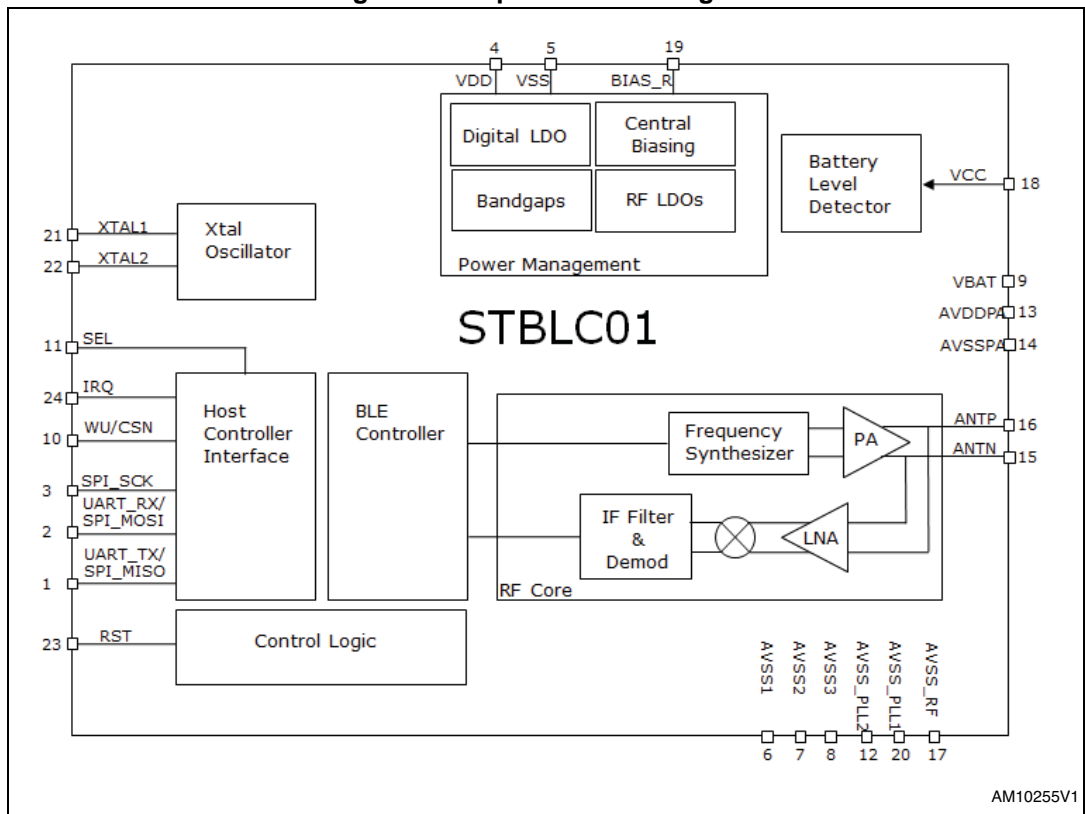 4 5 19
VDD VSS BIAS_R
Digital LDO
Central
Biasing
Bandgaps
RF LDOs
Power Management
Battery
Level
Detector
VCC
18
21 XTAL1
22 XTAL2
Xtal
Oscillator
VBAT 9
AVDDPA 13
AVSSPA 14
STBLC01
11 SEL
24 IRQ
10 WU/CSN
3 SPI_SCK
2 UART_RX/
SPI_MOSI
1 UART_TX/
SPI_MISO
Host
Controller
Interface
BLE
Controller
Frequency
Synthesizer
PA
ANTP 16
ANTN 15
IF Filter
&
Demod
LNA
RF Core
23 RST
Control Logic
AVSS1
AVSS2
AVSS3
AVSS_PLL2
AVSS_PLL1
AVSS_RF
6 7 8 12 20 17
AM10255V1